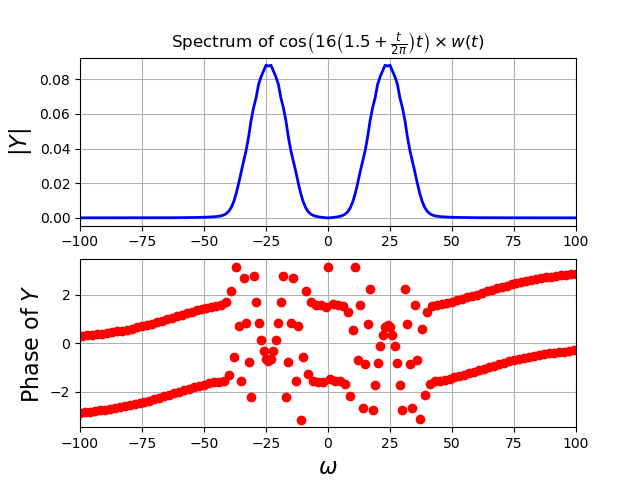 Spectrum of cos(16(1.5 + t/2π)t) × w(t)
|Y|
0.08
0.06
0.04
0.02
0.00
−100 −75 −50 −25 0 25 50 75 100
Phase of Y
2
0
−2
−100 −75 −50 −25 0 25 50 75 100
ω